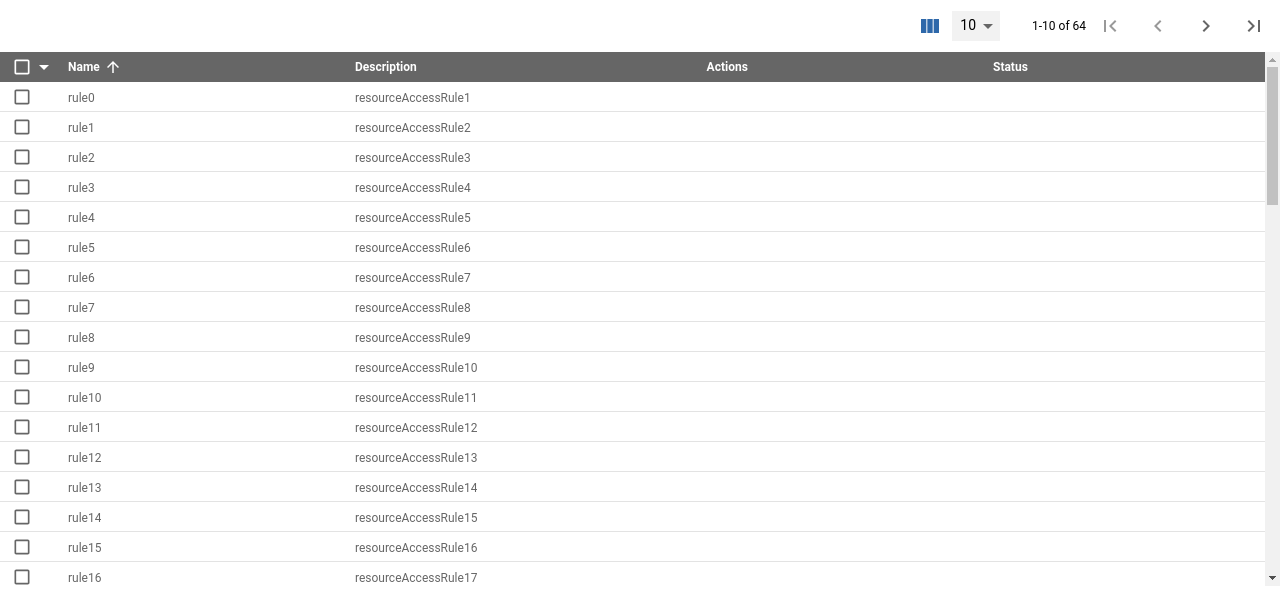 10 1-10 of 64
Name Description Actions Status
rule0 resourceAccessRule1
rule1 resourceAccessRule2
rule2 resourceAccessRule3
rule3 resourceAccessRule4
rule4 resourceAccessRule5
rule5 resourceAccessRule6
rule6 resourceAccessRule7
rule7 resourceAccessRule8
rule8 resourceAccessRule9
rule9 resourceAccessRule10
rule10 resourceAccessRule11
rule11 resourceAccessRule12
rule12 resourceAccessRule13
rule13 resourceAccessRule14
rule14 resourceAccessRule15
rule15 resourceAccessRule16
rule16 resourceAccessRule17